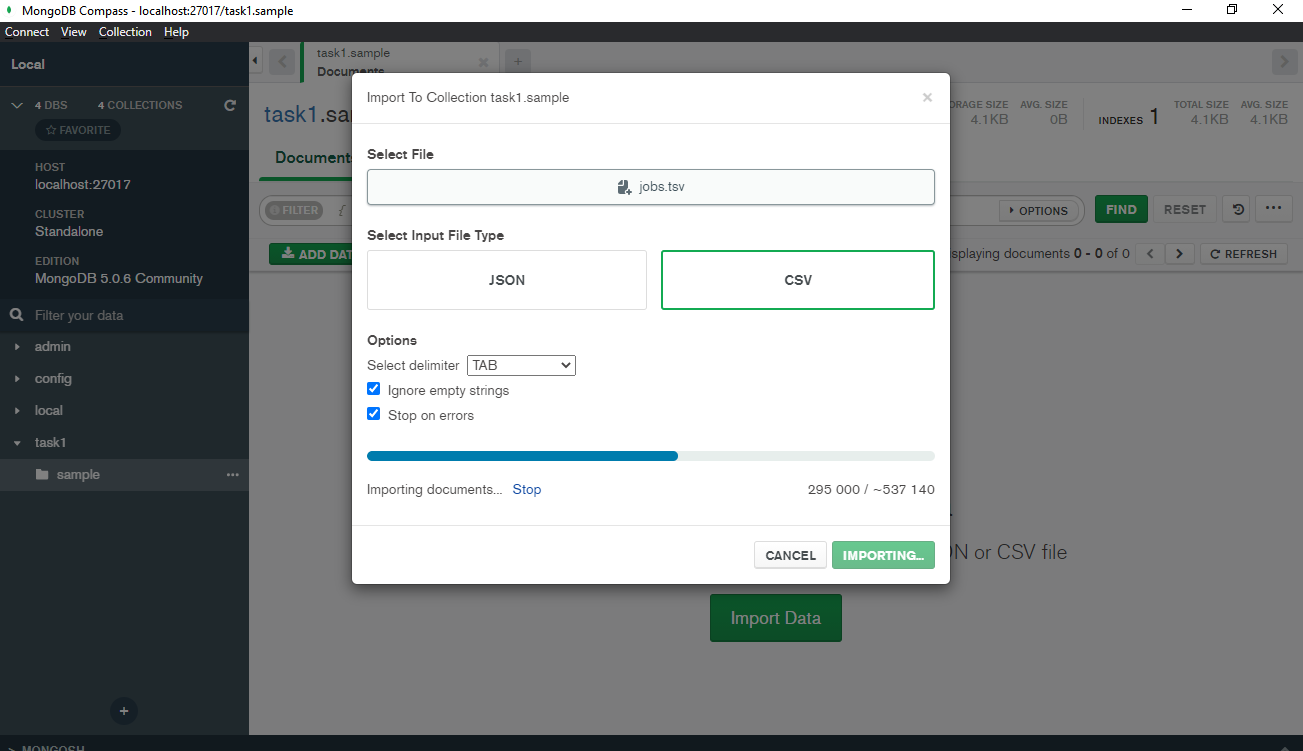 MongoDB Compass - localhost:27017/task1.sample
Connect View Collection Help
Local
task1.sample
Documents
4 DBS 4 COLLECTIONS
FAVORITE
HOST
localhost:27017
CLUSTER
Standalone
EDITION
MongoDB 5.0.6 Community
Filter your data
admin
config
local
task1
sample
Import To Collection task1.sample
Select File
jobs.tsv
Select Input File Type
JSON CSV
Options
Select delimiter TAB
Ignore empty strings
Stop on errors
Importing documents... Stop 295 000 / ~537 140
CANCEL IMPORTING...
task1.sa
SIZE AVG. SIZE TOTAL SIZE AVG. SIZE
4.1KB 0B INDEXES 1 4.1KB 4.1KB
Documents
FILTER OPTIONS FIND RESET
ADD documents 0 - 0 of 0 REFRESH
or CSV file
Import Data
>_MONGOSH